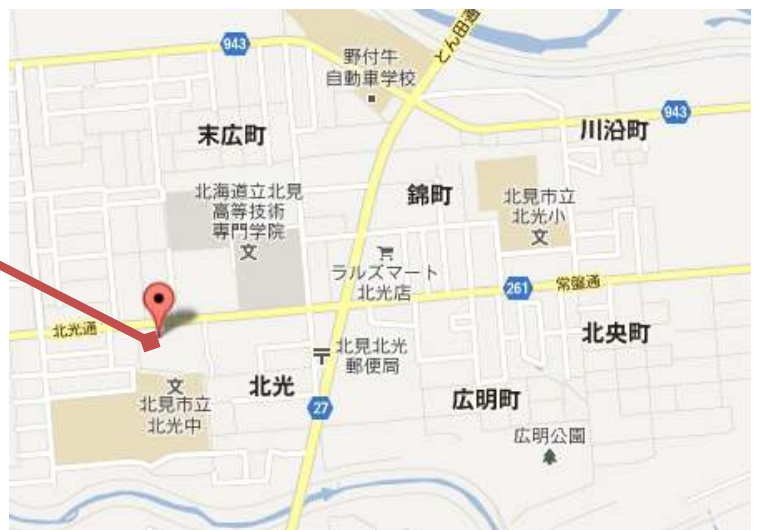 943
とん田通
野付牛
自動車学校
943
末広町
川沿町
北海道立北見
高等技術
専門学院
文
錦町
北見市立
北光小
文
ラルズマート
北光店
261
常盤通
北光通
〒
北見北光
郵便局
北央町
文
北見市立
北光中
北光
27
広明町
広明公園